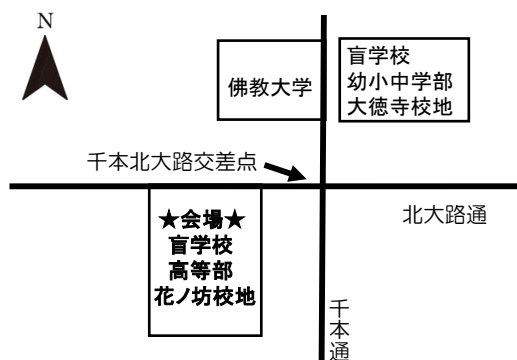 N
佛教大学
盲学校
幼小中学部
大徳寺校地
千本北大路交差点
北大路通
★会場★
盲学校
高等部
花ノ坊校地
千本通